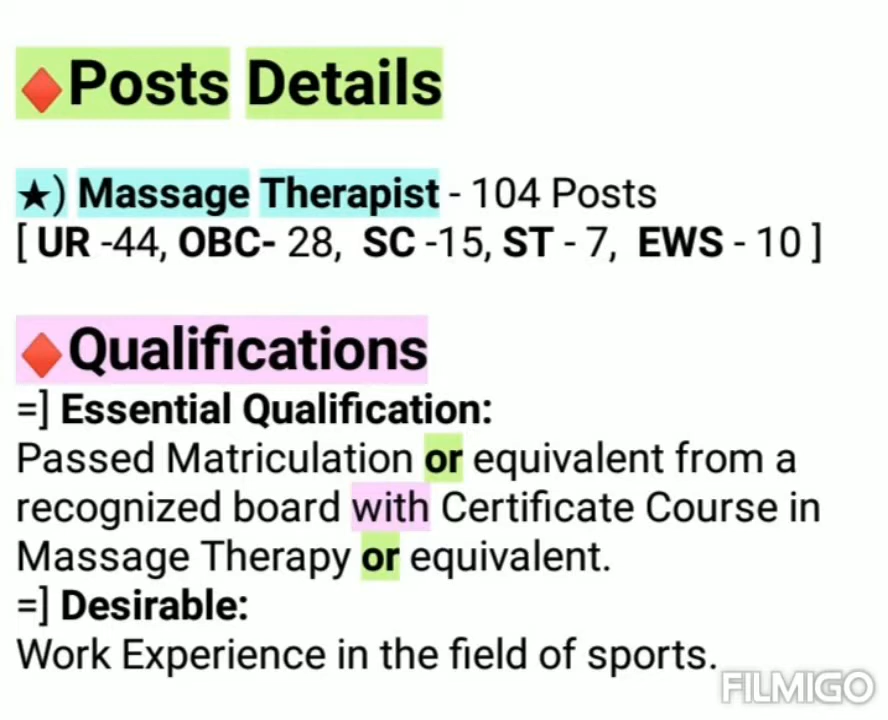 ♦Posts Details
★) Massage Therapist - 104 Posts
[ UR -44, OBC- 28, SC -15, ST - 7, EWS - 10 ]
♦Qualifications
=] Essential Qualification:
Passed Matriculation or equivalent from a
recognized board with Certificate Course in
Massage Therapy or equivalent.
=] Desirable:
Work Experience in the field of sports.
FILMIGO